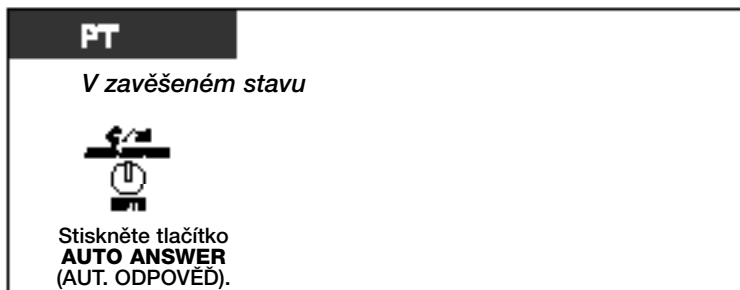 PT
V zavěšeném stavu
Stiskněte tlačítko
AUTO ANSWER
(AUT. ODPOVĚĎ).